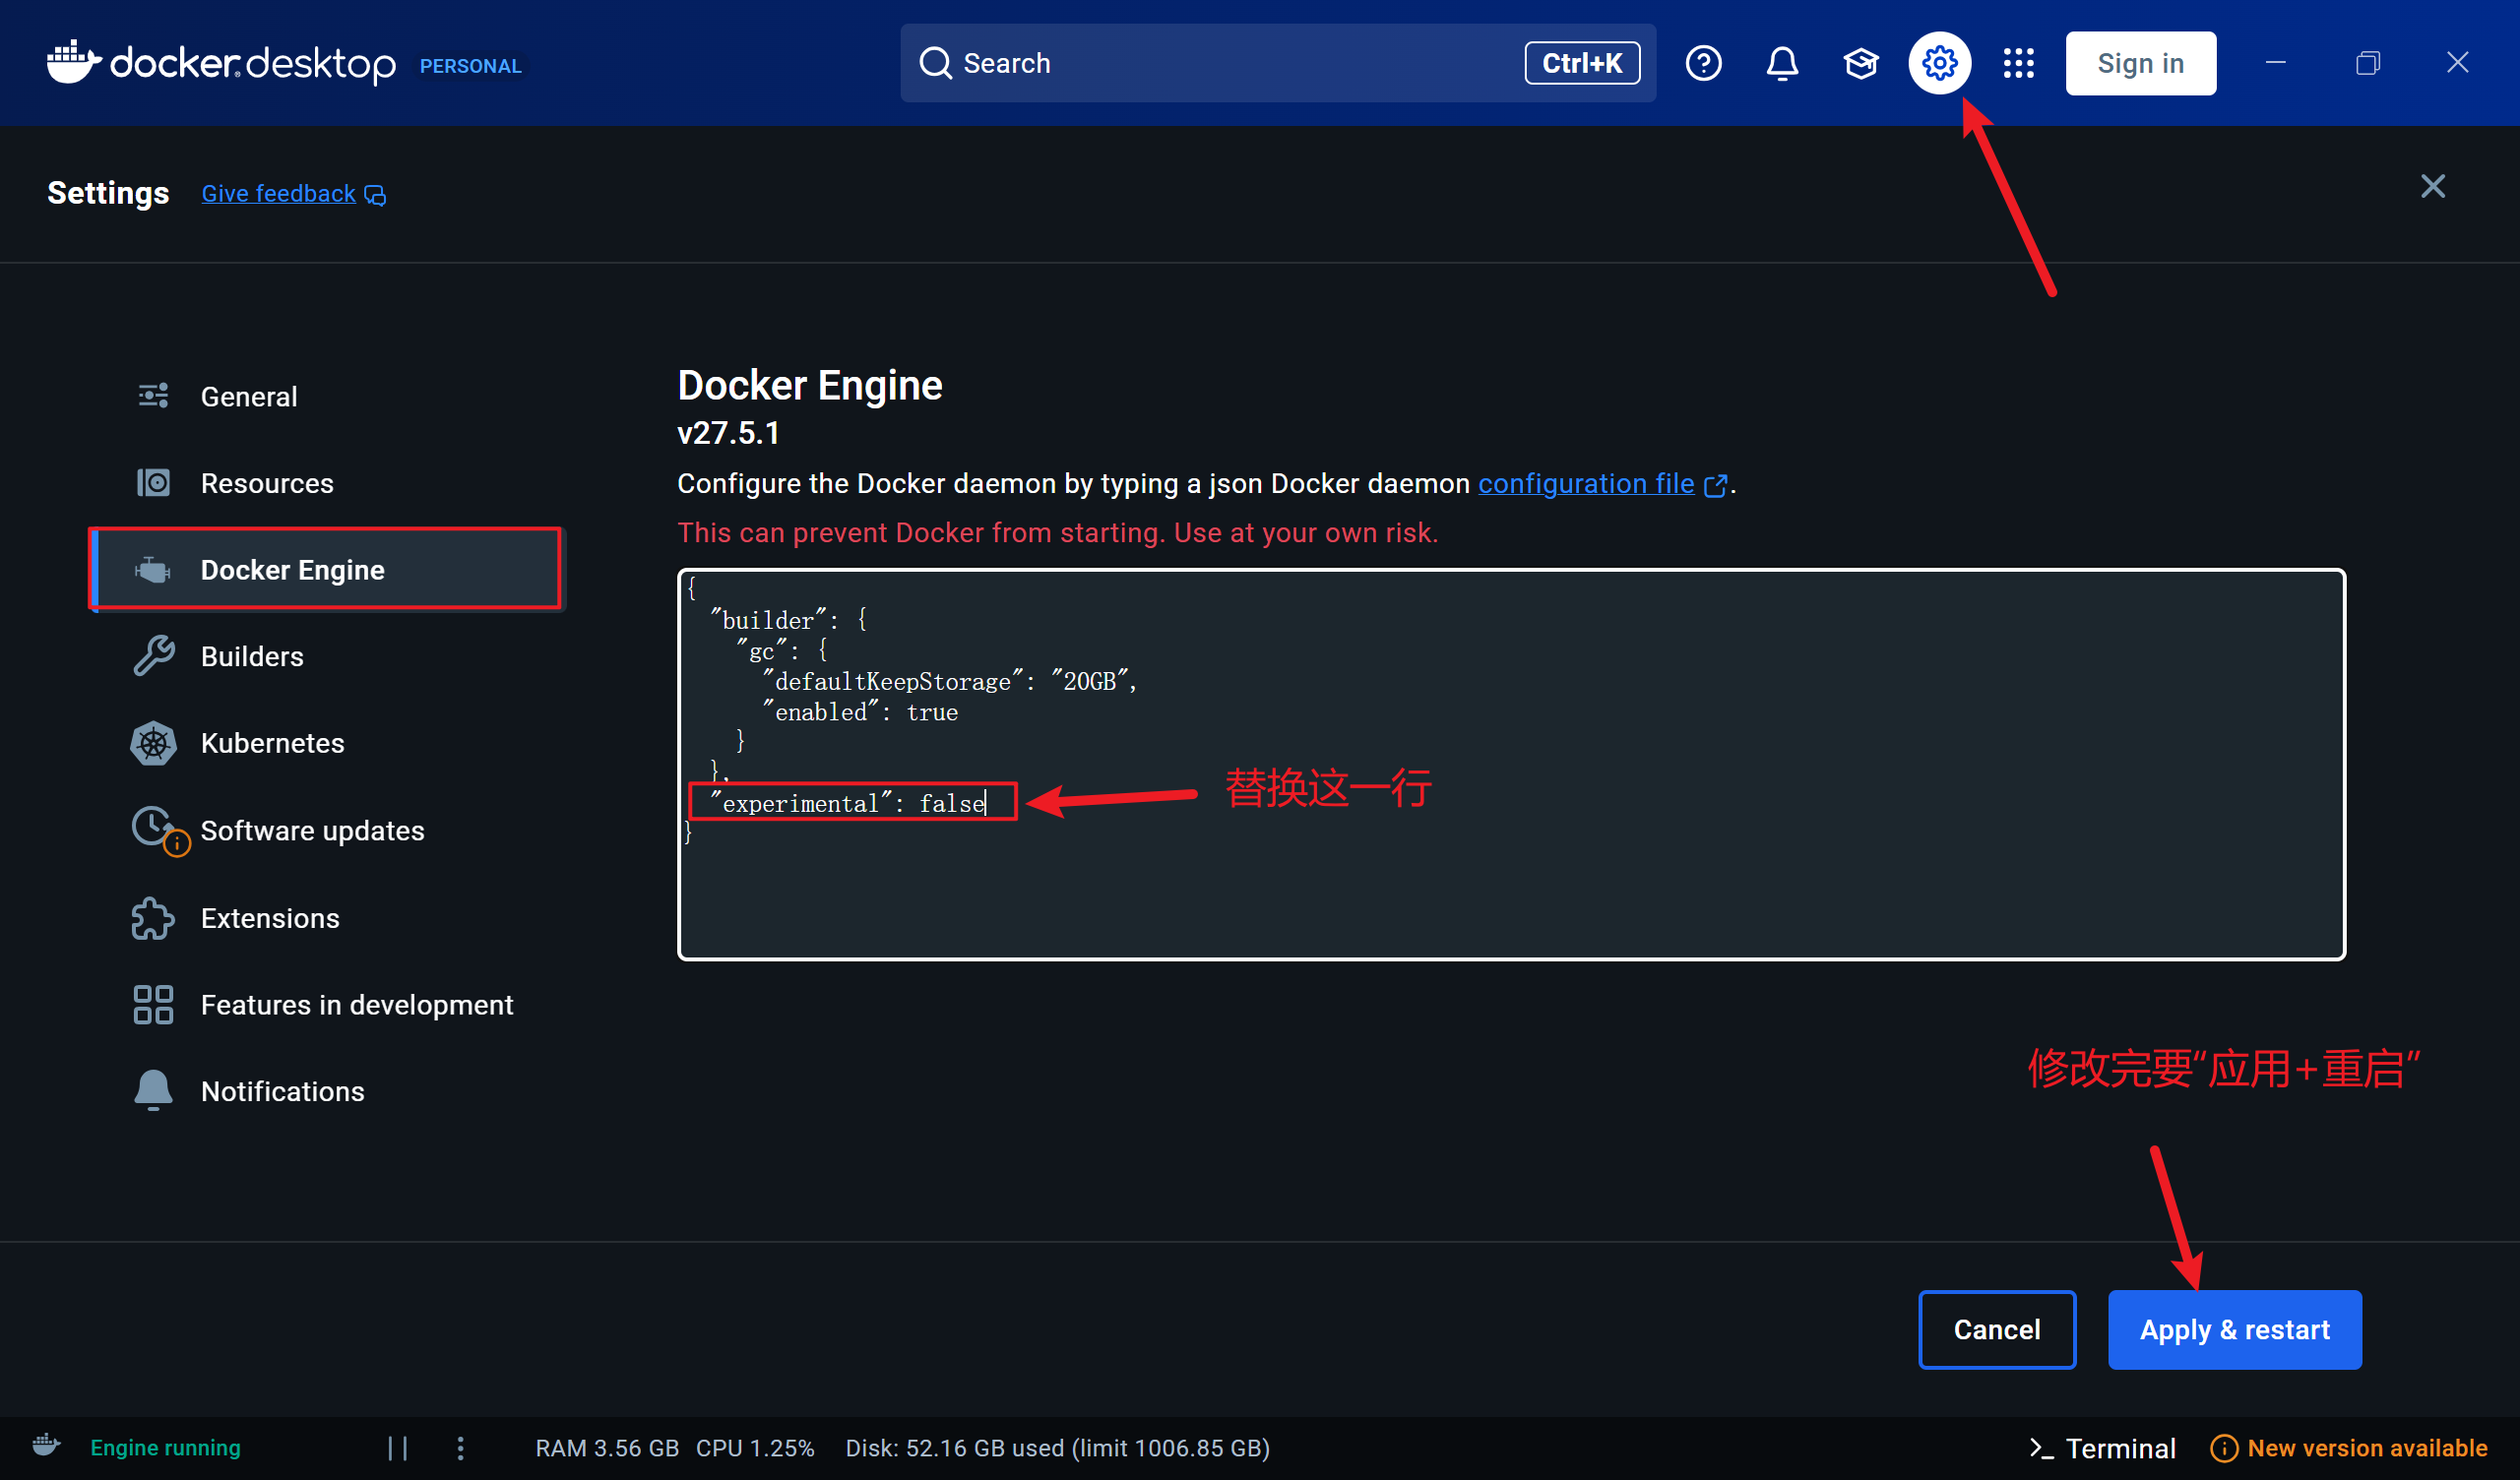 docker desktop PERSONAL
Search Ctrl+K
Sign in
Settings Give feedback
General
Resources
Docker Engine
Builders
Kubernetes
Software updates
Extensions
Features in development
Notifications
Docker Engine
v27.5.1
Configure the Docker daemon by typing a json Docker daemon configuration file.
This can prevent Docker from starting. Use at your own risk.
{
"builder": {
"gc": {
"defaultKeepStorage": "20GB",
"enabled": true
}
},
"experimental": false
}
替换这一行
修改完要“应用+重启”
Cancel Apply & restart
Engine running RAM 3.56 GB CPU 1.25% Disk: 52.16 GB used (limit 1006.85 GB) >_ Terminal New version available